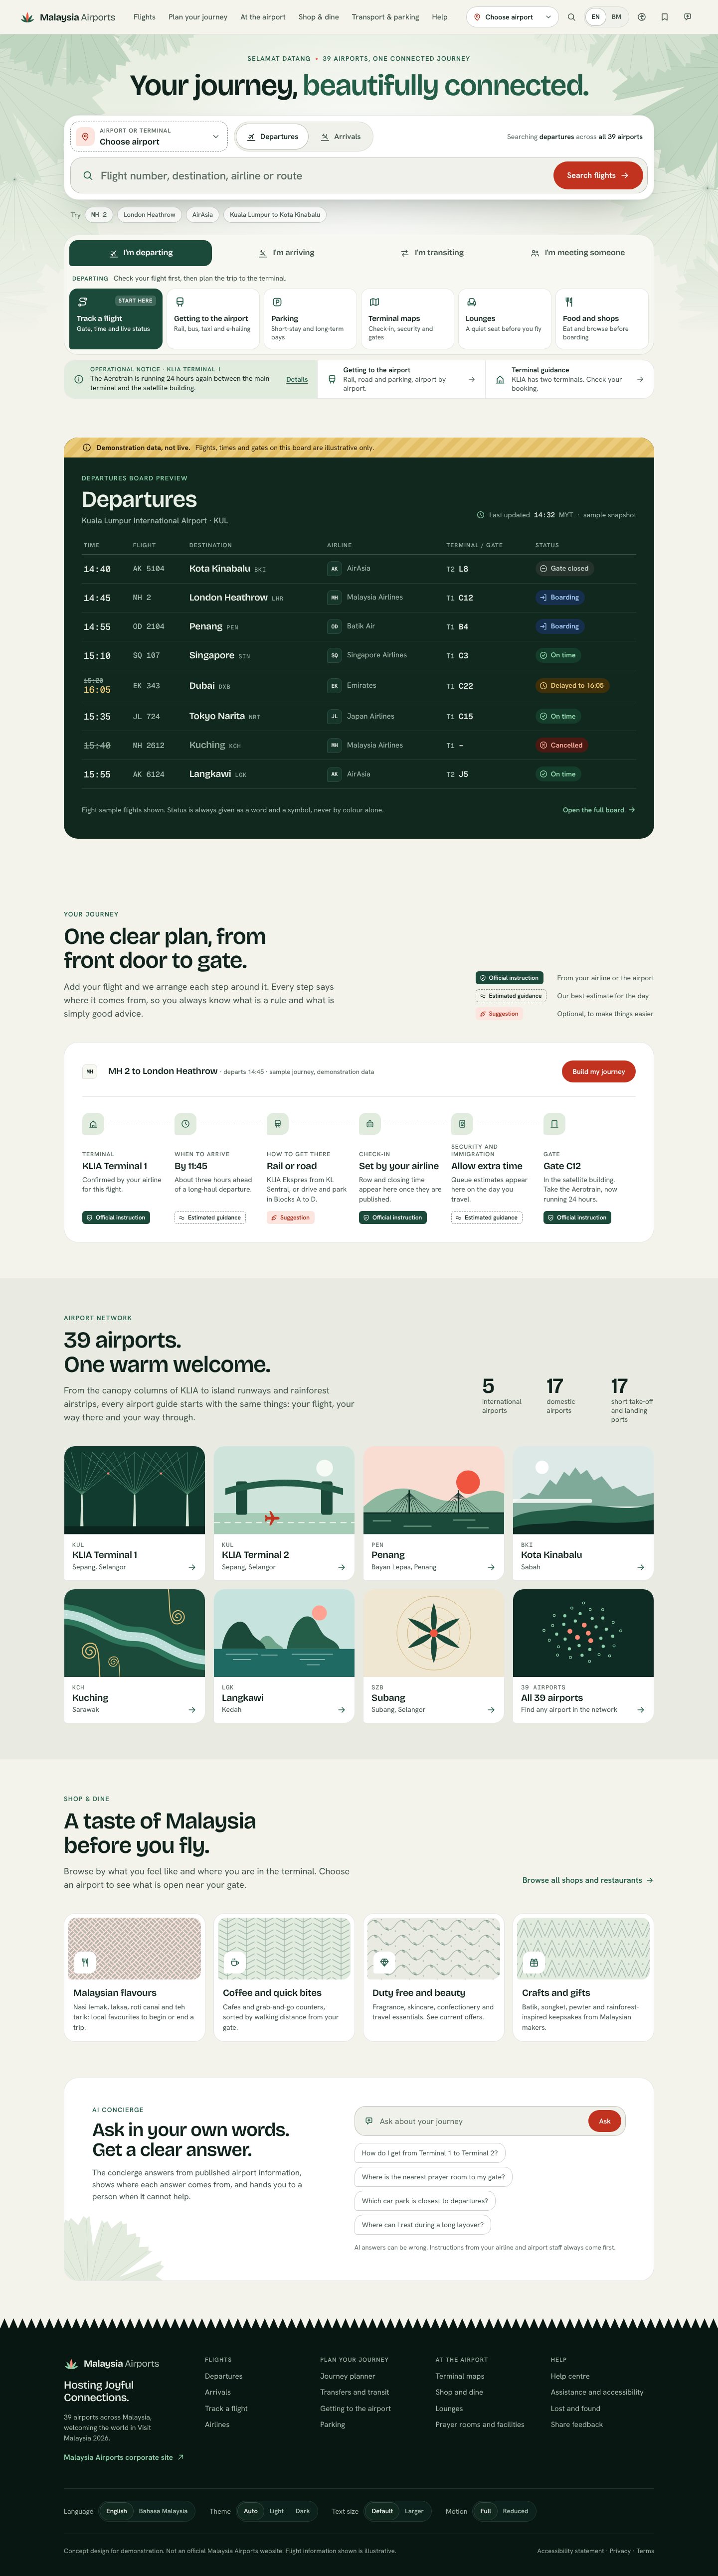 Malaysia Airports
Flights
Plan your journey
At the airport
Shop & dine
Transport & parking
Help
Choose airport
EN
BM
SELAMAT DATANG • 39 AIRPORTS, ONE CONNECTED JOURNEY
Your journey, beautifully connected.
AIRPORT OR TERMINAL
Choose airport
Departures
Arrivals
Searching departures across all 39 airports
Flight number, destination, airline or route
Search flights
Try
MH 2
London Heathrow
AirAsia
Kuala Lumpur to Kota Kinabalu
I'm departing
I'm arriving
I'm transiting
I'm meeting someone
DEPARTING Check your flight first, then plan the trip to the terminal.
START HERE
Track a flight
Gate, time and live status
Getting to the airport
Rail, bus, taxi and e-hailing
Parking
Short-stay and long-term
bays
Terminal maps
Check-in, security and
gates
Lounges
A quiet seat before you fly
Food and shops
Eat and browse before
boarding
OPERATIONAL NOTICE · KLIA TERMINAL 1
The Aerotrain is running 24 hours again between the main
terminal and the satellite building.
Details
Getting to the airport
Rail, road and parking, airport by
airport.
Terminal guidance
KLIA has two terminals. Check your
booking.
Demonstration data, not live. Flights, times and gates on this board are illustrative only.
DEPARTURES BOARD PREVIEW
Departures
Kuala Lumpur International Airport · KUL
Last updated 14:32 MYT · sample snapshot
TIME FLIGHT DESTINATION AIRLINE TERMINAL / GATE STATUS
14:40 AK 5104 Kota Kinabalu BKI AK AirAsia T2 L8 Gate closed
14:45 MH 2 London Heathrow LHR MH Malaysia Airlines T1 C12 Boarding
14:55 OD 2104 Penang PEN OD Batik Air T1 B4 Boarding
15:10 SQ 107 Singapore SIN SQ Singapore Airlines T1 C3 On time
15:20
16:05 EK 343 Dubai DXB EK Emirates T1 C22 Delayed to 16:05
15:35 JL 724 Tokyo Narita NRT JL Japan Airlines T1 C15 On time
15:40 MH 2612 Kuching KCH MH Malaysia Airlines T1 – Cancelled
15:55 AK 6124 Langkawi LGK AK AirAsia T2 J5 On time
Eight sample flights shown. Status is always given as a word and a symbol, never by colour alone.
Open the full board
YOUR JOURNEY
One clear plan, from
front door to gate.
Add your flight and we arrange each step around it. Every step says
where it comes from, so you always know what is a rule and what is
simply good advice.
Official instruction From your airline or the airport
Estimated guidance Our best estimate for the day
Suggestion Optional, to make things easier
MH MH 2 to London Heathrow · departs 14:45 · sample journey, demonstration data
Build my journey
TERMINAL
KLIA Terminal 1
Confirmed by your airline
for this flight.
Official instruction
WHEN TO ARRIVE
By 11:45
About three hours ahead
of a long-haul departure.
Estimated guidance
HOW TO GET THERE
Rail or road
KLIA Ekspres from KL
Sentral, or drive and park
in Blocks A to D.
Suggestion
CHECK-IN
Set by your airline
Row and closing time
appear here once they are
published.
Official instruction
SECURITY AND
IMMIGRATION
Allow extra time
Queue estimates appear
here on the day you
travel.
Estimated guidance
GATE
Gate C12
In the satellite building.
Take the Aerotrain, now
running 24 hours.
Official instruction
AIRPORT NETWORK
39 airports.
One warm welcome.
From the canopy columns of KLIA to island runways and rainforest
airstrips, every airport guide starts with the same things: your flight, your
way there and your way through.
5
international
airports
17
domestic
airports
17
short take-off
and landing
ports
KUL
KLIA Terminal 1
Sepang, Selangor
KUL
KLIA Terminal 2
Sepang, Selangor
PEN
Penang
Bayan Lepas, Penang
BKI
Kota Kinabalu
Sabah
KCH
Kuching
Sarawak
LGK
Langkawi
Kedah
SZB
Subang
Subang, Selangor
39 AIRPORTS
All 39 airports
Find any airport in the network
SHOP & DINE
A taste of Malaysia
before you fly.
Browse by what you feel like and where you are in the terminal. Choose
an airport to see what is open near your gate.
Browse all shops and restaurants
Malaysian flavours
Nasi lemak, laksa, roti canai and teh
tarik: local favourites to begin or end a
trip.
Coffee and quick bites
Cafes and grab-and-go counters,
sorted by walking distance from your
gate.
Duty free and beauty
Fragrance, skincare, confectionery and
travel essentials. See current offers.
Crafts and gifts
Batik, songket, pewter and rainforest-
inspired keepsakes from Malaysian
makers.
AI CONCIERGE
Ask in your own words.
Get a clear answer.
The concierge answers from published airport information,
shows where each answer comes from, and hands you to a
person when it cannot help.
Ask about your journey
Ask
How do I get from Terminal 1 to Terminal 2?
Where is the nearest prayer room to my gate?
Which car park is closest to departures?
Where can I rest during a long layover?
AI answers can be wrong. Instructions from your airline and airport staff always come first.
Malaysia Airports
Hosting Joyful
Connections.
39 airports across Malaysia,
welcoming the world in Visit
Malaysia 2026.
Malaysia Airports corporate site
FLIGHTS
Departures
Arrivals
Track a flight
Airlines
PLAN YOUR JOURNEY
Journey planner
Transfers and transit
Getting to the airport
Parking
AT THE AIRPORT
Terminal maps
Shop and dine
Lounges
Prayer rooms and facilities
HELP
Help centre
Assistance and accessibility
Lost and found
Share feedback
Language English Bahasa Malaysia
Theme Auto Light Dark
Text size Default Larger
Motion Full Reduced
Concept design for demonstration. Not an official Malaysia Airports website. Flight information shown is illustrative.
Accessibility statement · Privacy · Terms